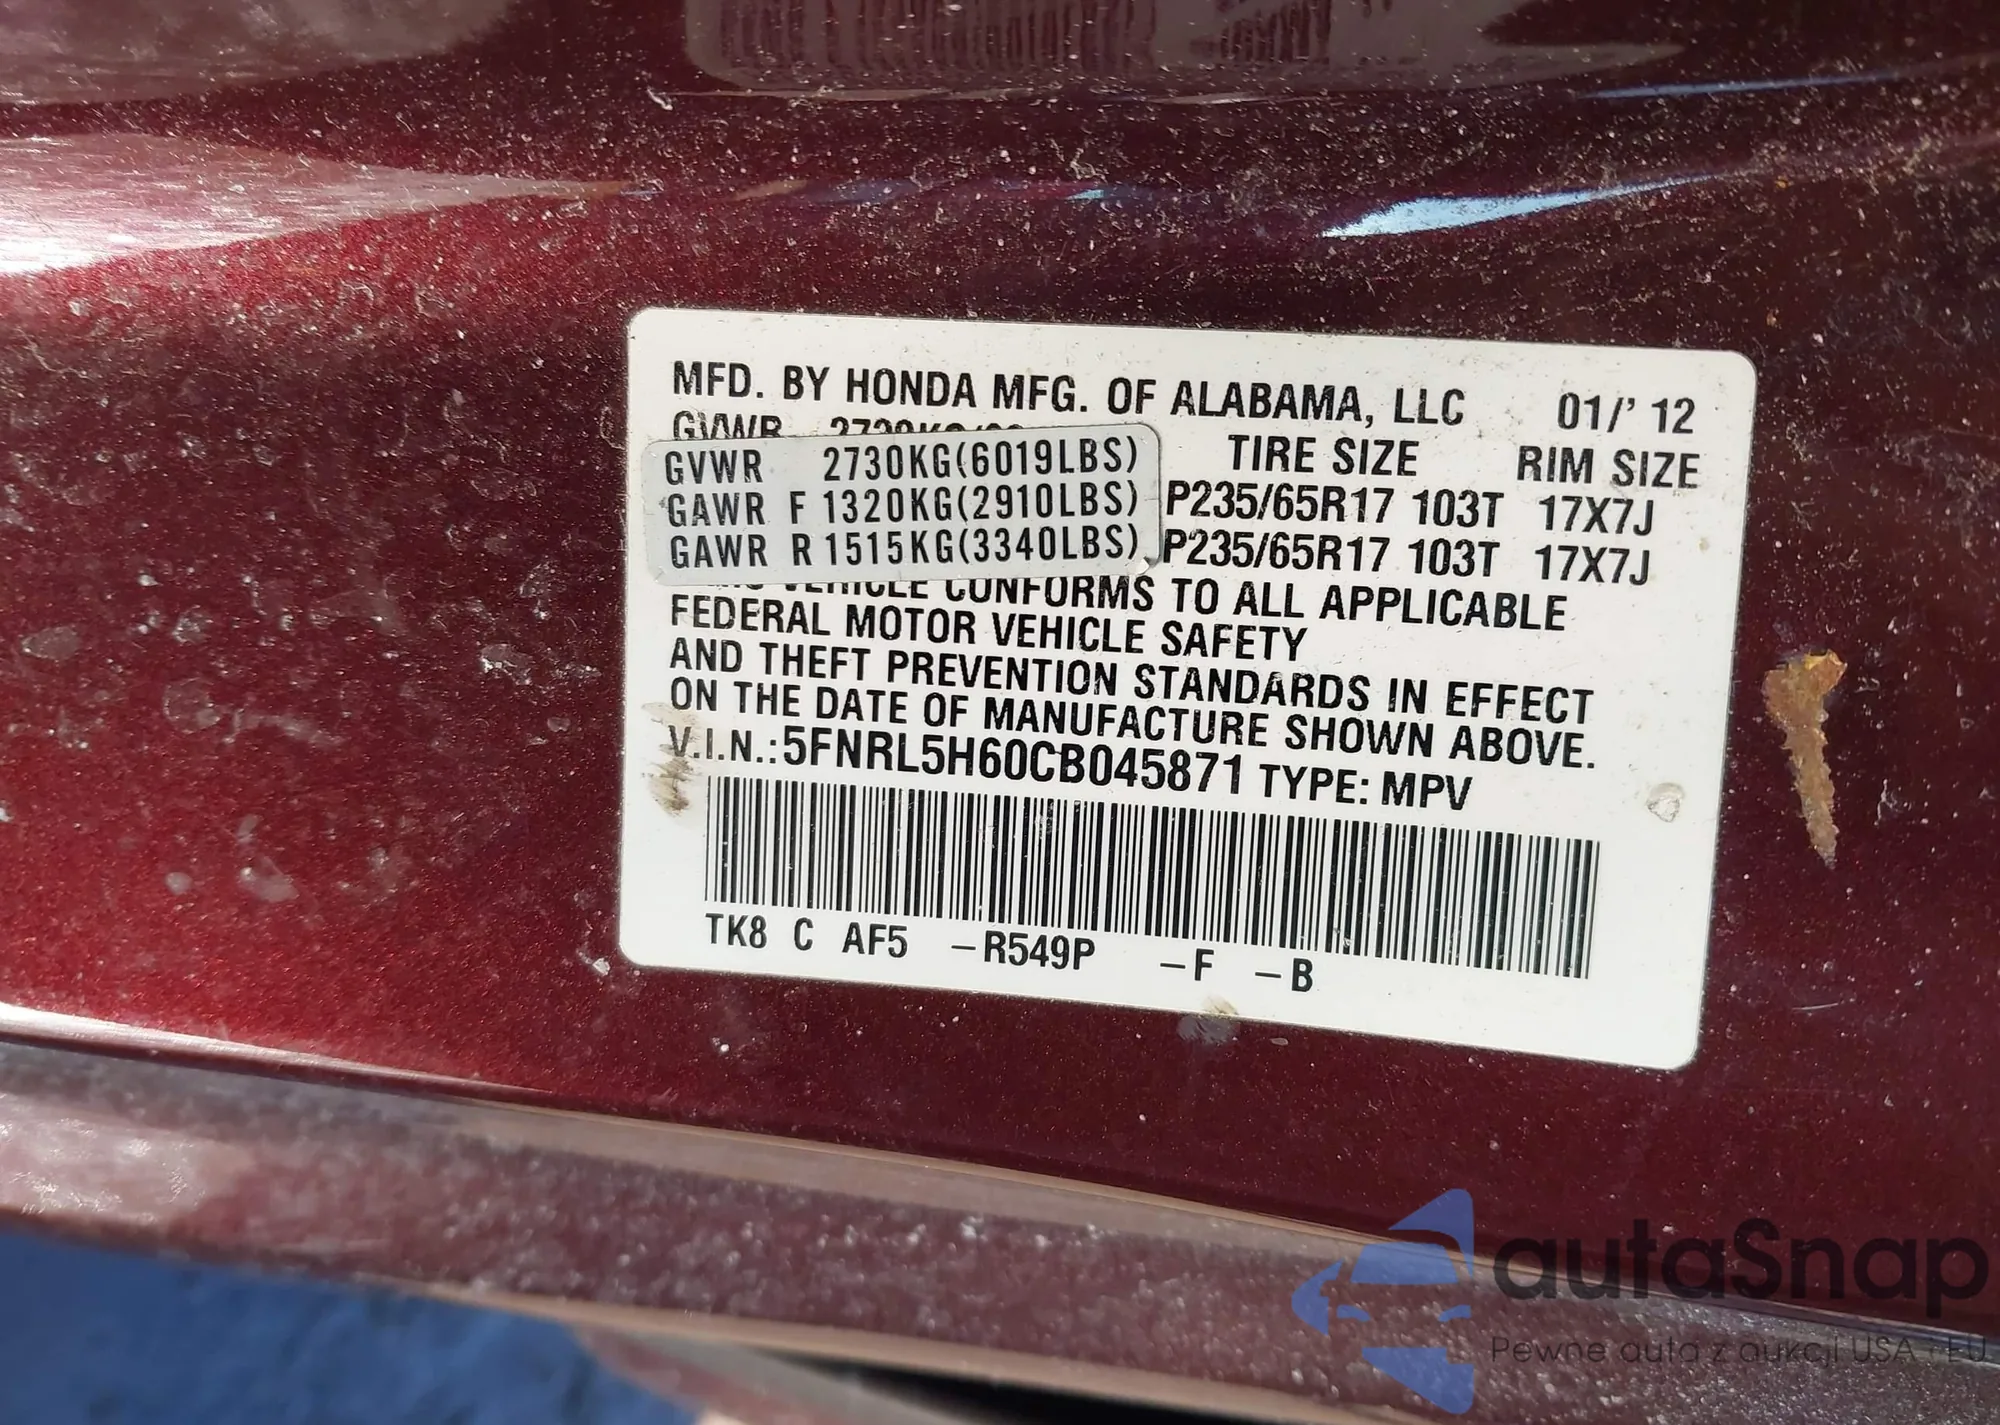 MFD. BY HONDA MFG. OF ALABAMA, LLC 01/' 12
GVWR
GVWR 2730KG(6019LBS) TIRE SIZE RIM SIZE
GAWR F 1320KG(2910LBS) P235/65R17 103T 17X7J
GAWR R 1515KG(3340LBS) P235/65R17 103T 17X7J
VEHICLE CONFORMS TO ALL APPLICABLE
FEDERAL MOTOR VEHICLE SAFETY
AND THEFT PREVENTION STANDARDS IN EFFECT
ON THE DATE OF MANUFACTURE SHOWN ABOVE.
V.I.N.:5FNRL5H60CB045871 TYPE: MPV
TK8 C AF5 –R549P –F –B
autaSnap
Pewne auta z aukcji USA · EU